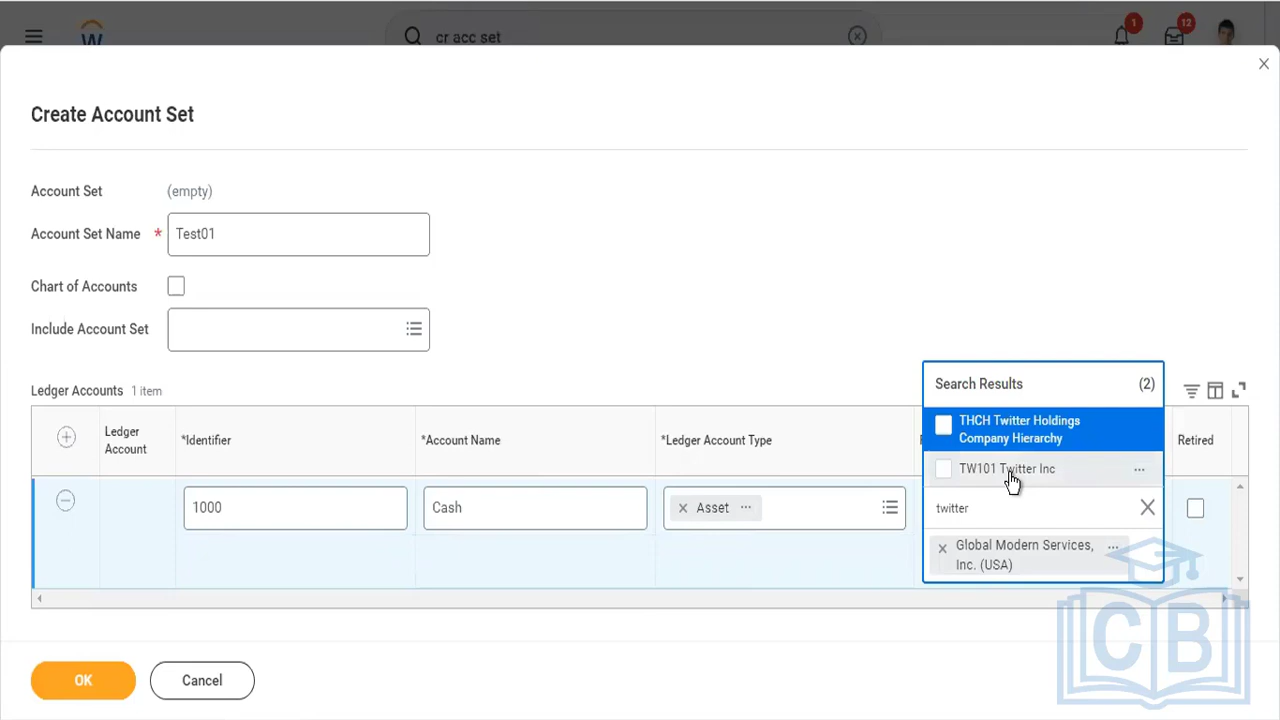 cr acc set
1
12
W
Create Account Set
Account Set (empty)
Account Set Name * Test01
Chart of Accounts
Include Account Set
Ledger Accounts 1 item
Search Results (2)
THCH Twitter Holdings
Company Hierarchy
TW101 Twitter Inc
twitter
Global Modern Services,
Inc. (USA)
Ledger
Account
*Identifier
*Account Name
*Ledger Account Type
Retired
1000
Cash
Asset
OK
Cancel
CB